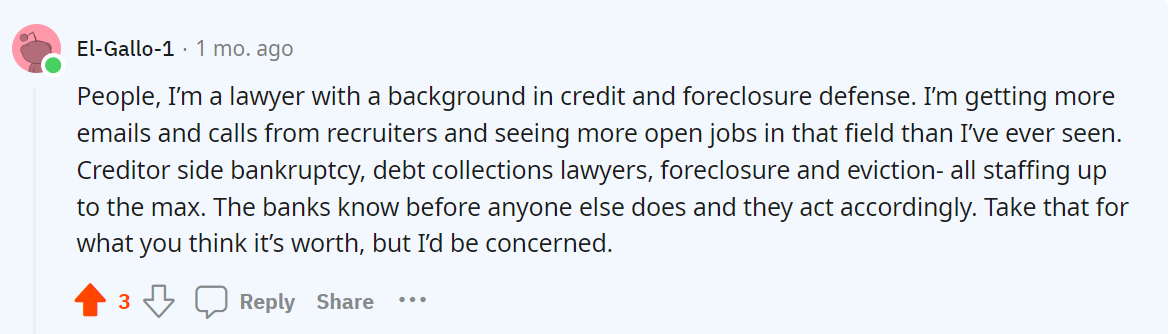 El-Gallo-1 · 1 mo. ago
People, I’m a lawyer with a background in credit and foreclosure defense. I’m getting more
emails and calls from recruiters and seeing more open jobs in that field than I’ve ever seen.
Creditor side bankruptcy, debt collections lawyers, foreclosure and eviction- all staffing up
to the max. The banks know before anyone else does and they act accordingly. Take that for
what you think it’s worth, but I’d be concerned.
3 Reply Share •••